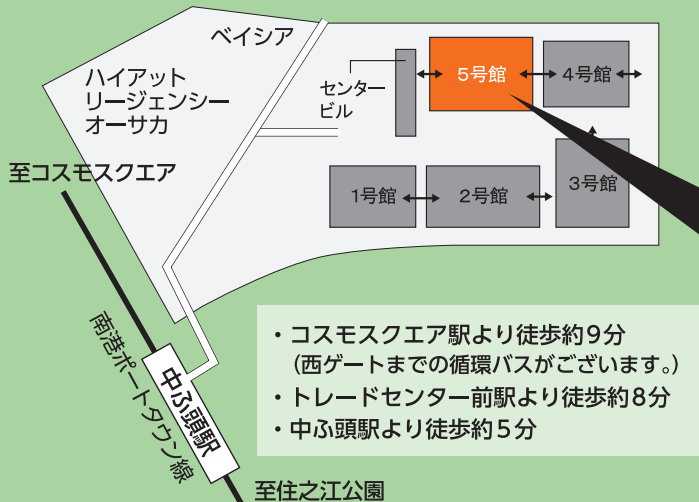 ベイシア
ハイアット
リージェンシー
オーサカ
センター
ビル
5号館
4号館
至コスモスクエア
1号館
2号館
3号館
南港ポートタウン線
中ふ頭駅
・コスモスクエア駅より徒歩約9分
(西ゲートまでの循環バスがございます。)
・トレードセンター前駅より徒歩約8分
・中ふ頭駅より徒歩約5分
至住之江公園